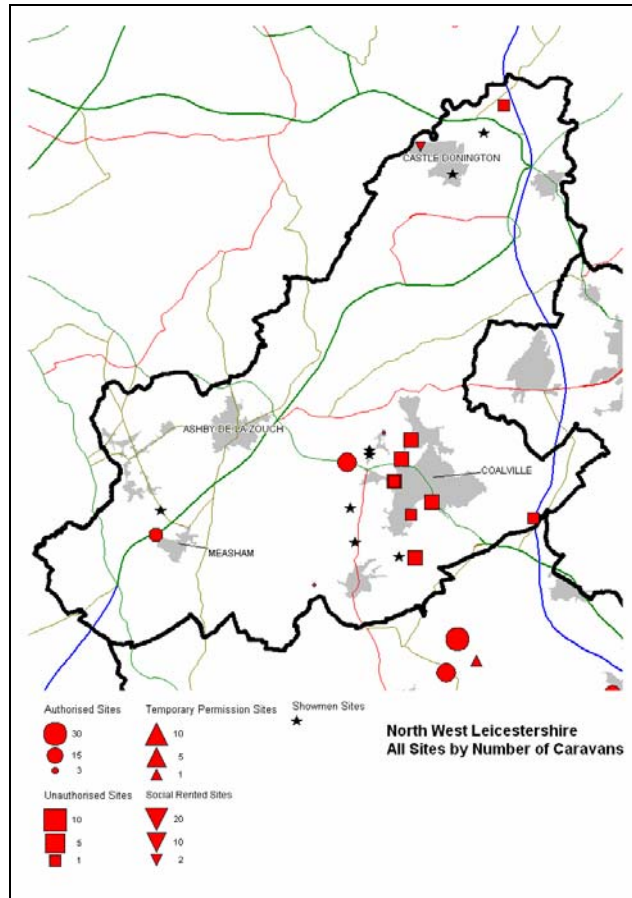 CASTLE DONINGTON
ASHBY DE LA ZOUCH
COALVILLE
MEASHAM
Authorised Sites
30
15
3
Temporary Permission Sites
10
5
1
Showmen Sites
North West Leicestershire
All Sites by Number of Caravans
Unauthorised Sites
10
5
1
Social Rented Sites
20
10
2